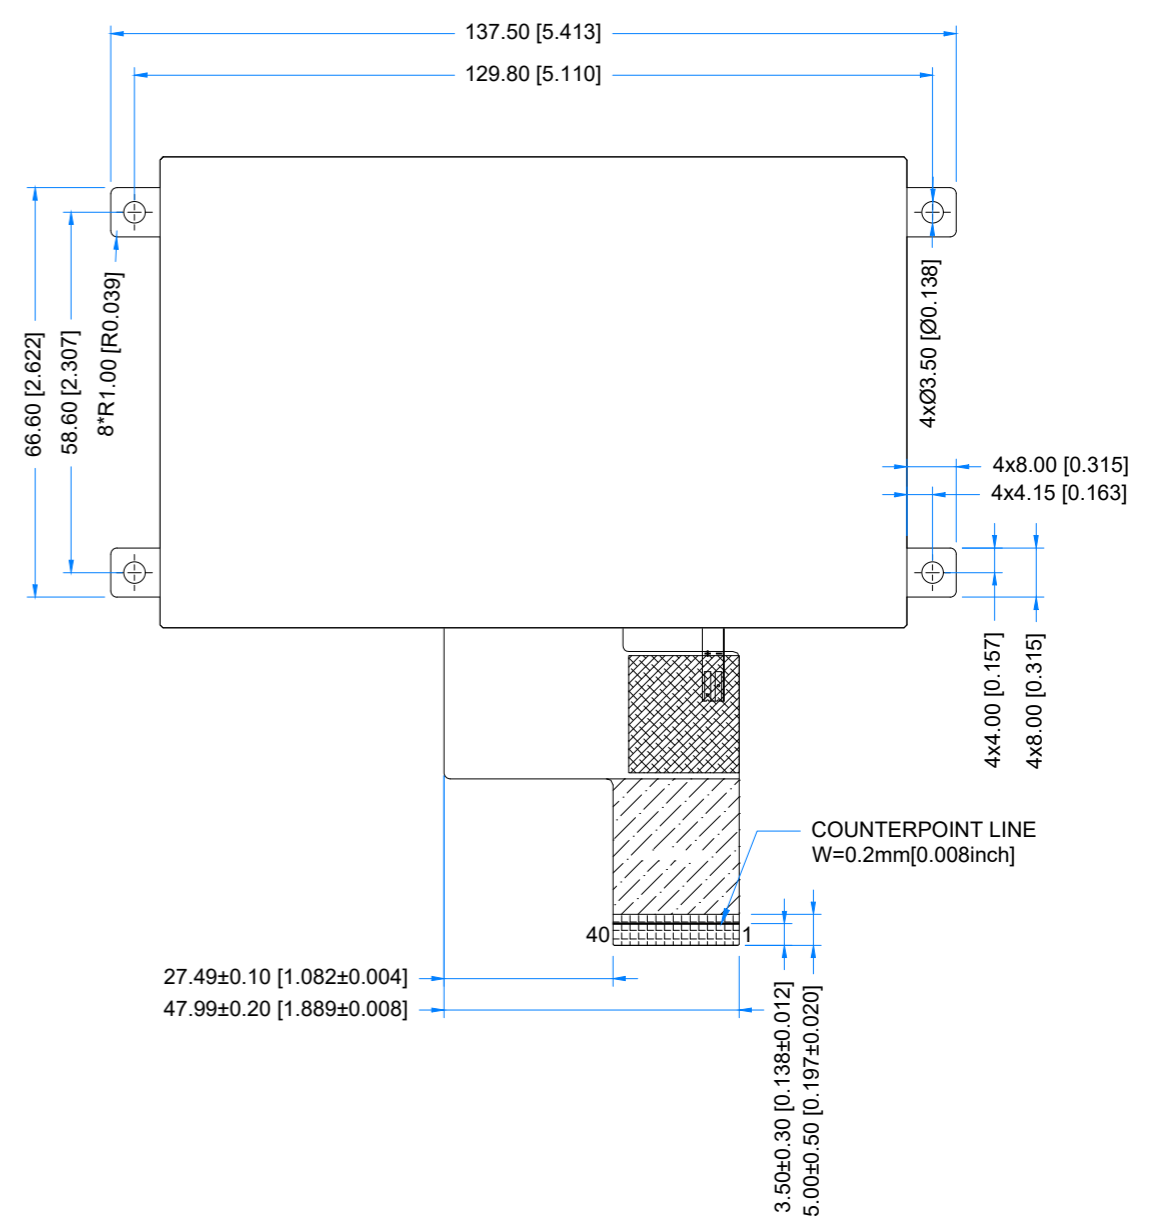 137.50 [5.413]
129.80 [5.110]
66.60 [2.622]
58.60 [2.307]
8*R1.00 [R0.039]
4xØ3.50 [Ø0.138]
4x8.00 [0.315]
4x4.15 [0.163]
4x4.00 [0.157]
4x8.00 [0.315]
COUNTERPOINT LINE
W=0.2mm[0.008inch]
40
1
27.49±0.10 [1.082±0.004]
47.99±0.20 [1.889±0.008]
3.50±0.30 [0.138±0.012]
5.00±0.50 [0.197±0.020]